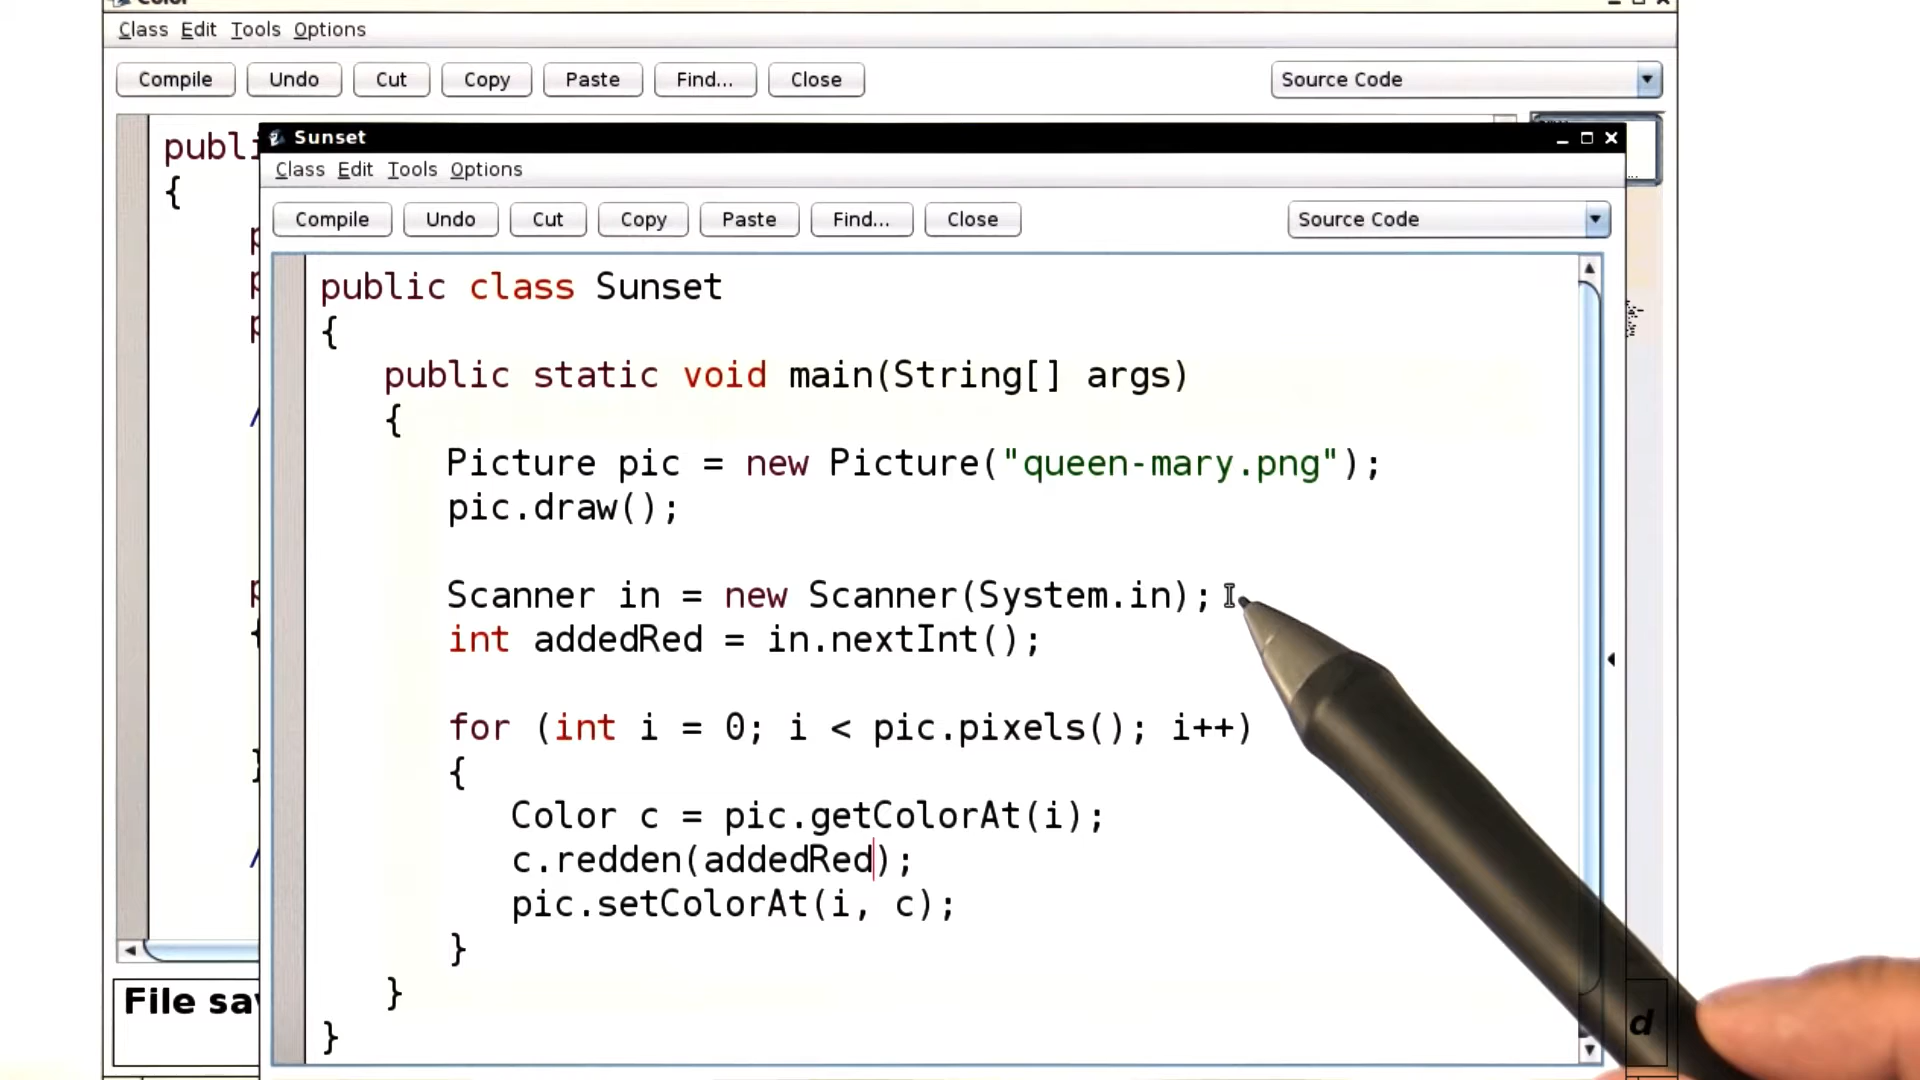 Color
Class Edit Tools Options
Compile Undo Cut Copy Paste Find... Close Source Code
{
Sunset
Class Edit Tools Options
Compile Undo Cut Copy Paste Find... Close Source Code
public class Sunset
{
public static void main(String[] args)
{
Picture pic = new Picture("queen-mary.png");
pic.draw();
Scanner in = new Scanner(System.in);
int addedRed = in.nextInt();
for (int i = 0; i < pic.pixels(); i++)
{
Color c = pic.getColorAt(i);
c.redden(addedRed);
pic.setColorAt(i, c);
}
}
}
File